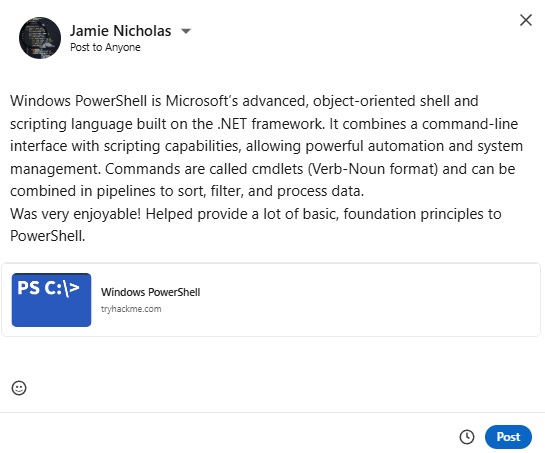 Jamie Nicholas
Post to Anyone
Windows PowerShell is Microsoft’s advanced, object-oriented shell and
scripting language built on the .NET framework. It combines a command-line
interface with scripting capabilities, allowing powerful automation and system
management. Commands are called cmdlets (Verb-Noun format) and can be
combined in pipelines to sort, filter, and process data.
Was very enjoyable! Helped provide a lot of basic, foundation principles to
PowerShell.
PS C:\>
Windows PowerShell
tryhackme.com
Post